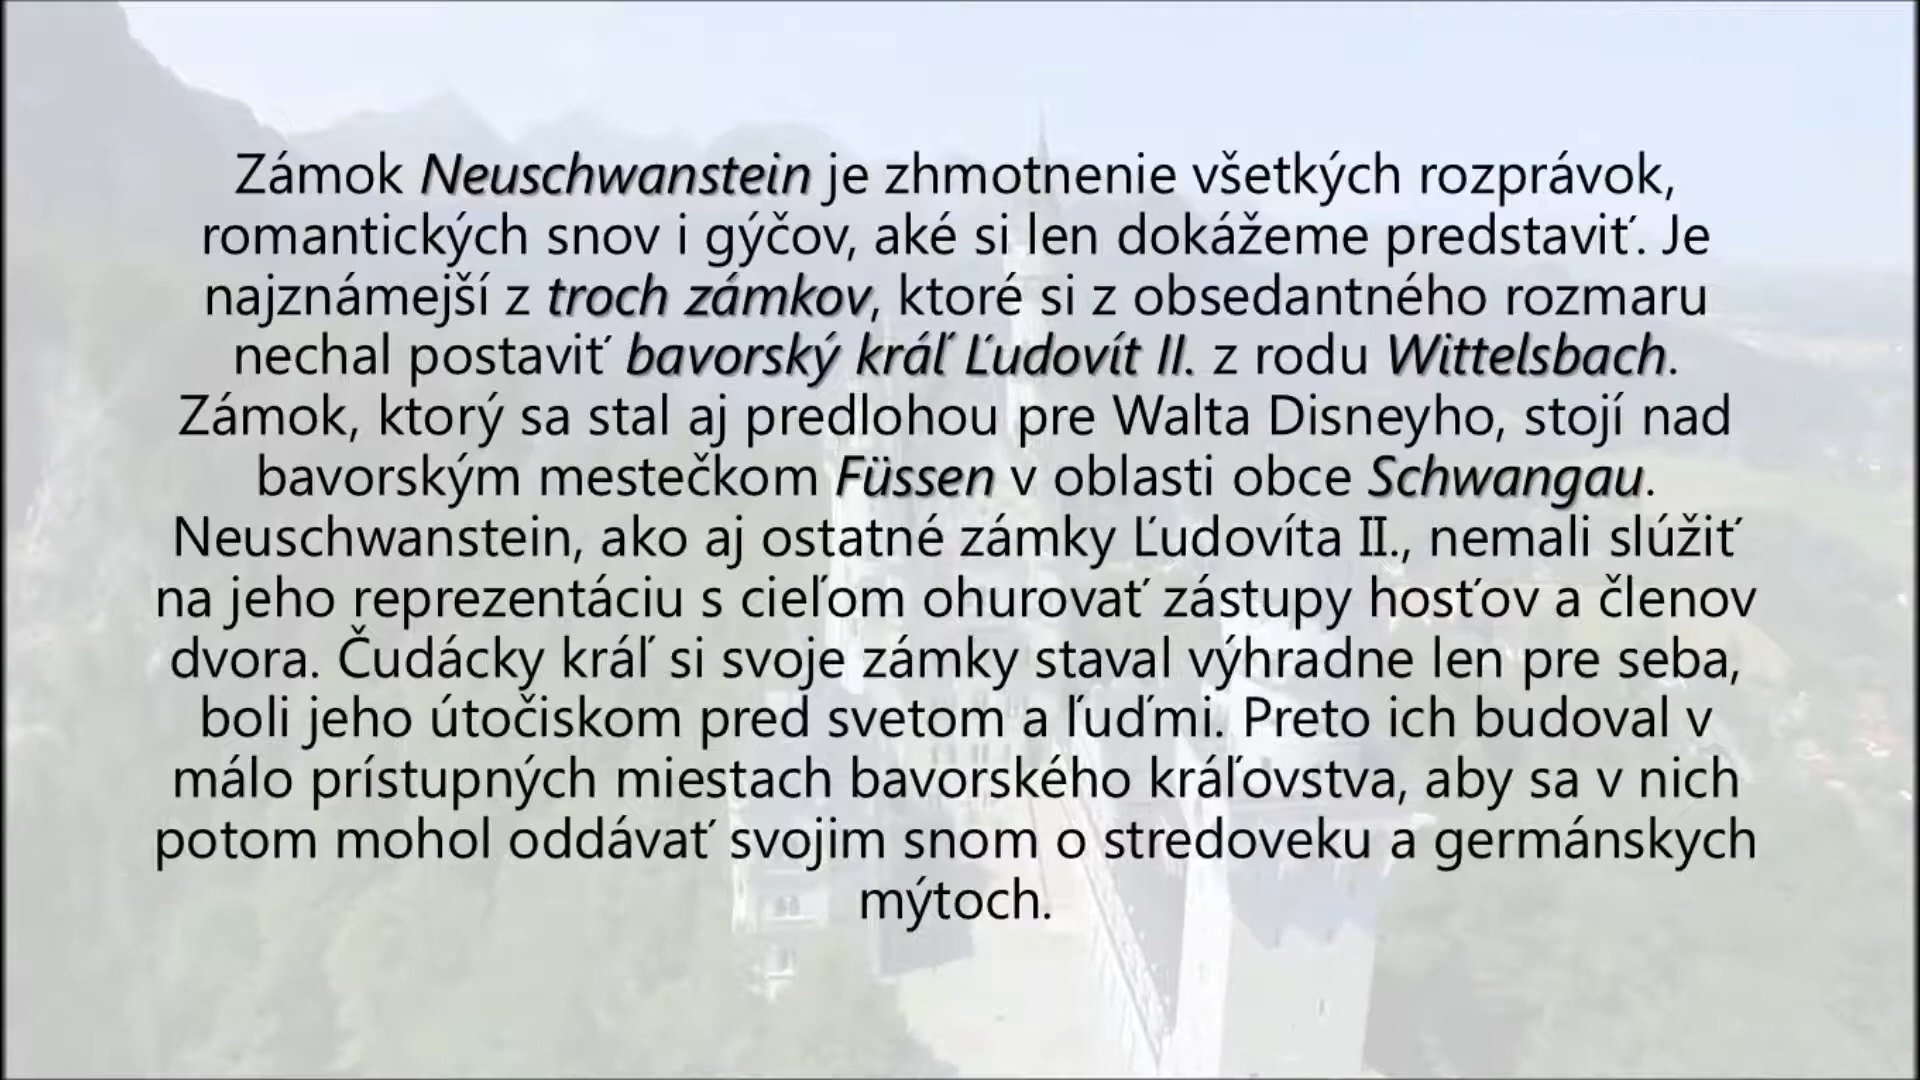 Zámok Neuschwanstein je zhmotnenie všetkých rozprávok,
romantických snov i gýčov, aké si len dokážeme predstaviť. Je
najznámejší z troch zámkov, ktoré si z obsedantného rozmaru
nechal postaviť bavorský kráľ Ľudovít II. z rodu Wittelsbach.
Zámok, ktorý sa stal aj predlohou pre Walta Disneyho, stojí nad
bavorským mestečkom Füssen v oblasti obce Schwangau.
Neuschwanstein, ako aj ostatné zámky Ľudovíta II., nemali slúžiť
na jeho reprezentáciu s cieľom ohurovať zástupy hosťov a členov
dvora. Čudácky kráľ si svoje zámky staval výhradne len pre seba,
boli jeho útočiskom pred svetom a ľuďmi. Preto ich budoval v
málo prístupných miestach bavorského kráľovstva, aby sa v nich
potom mohol oddávať svojim snom o stredoveku a germánskych
mýtoch.